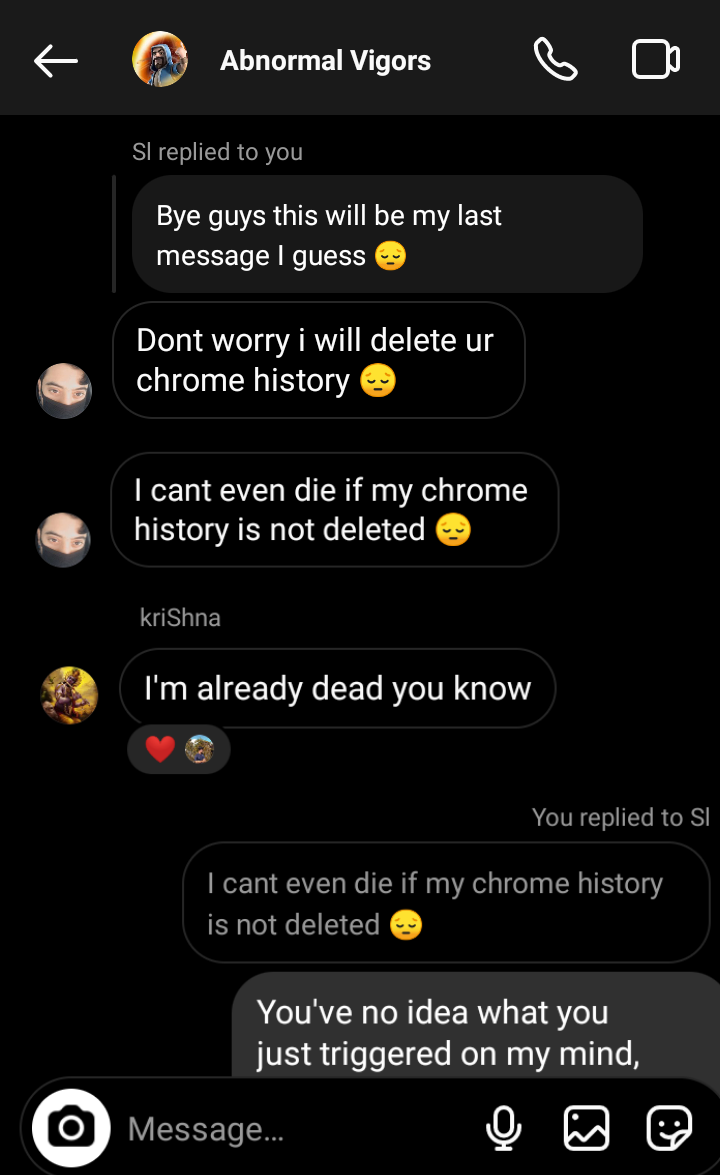 Abnormal Vigors
Sl replied to you
Bye guys this will be my last
message I guess 😔
Dont worry i will delete ur
chrome history 😔
I cant even die if my chrome
history is not deleted 😔
kriShna
I'm already dead you know
❤️
You replied to Sl
I cant even die if my chrome history
is not deleted 😔
You've no idea what you
just triggered on my mind,
Message...